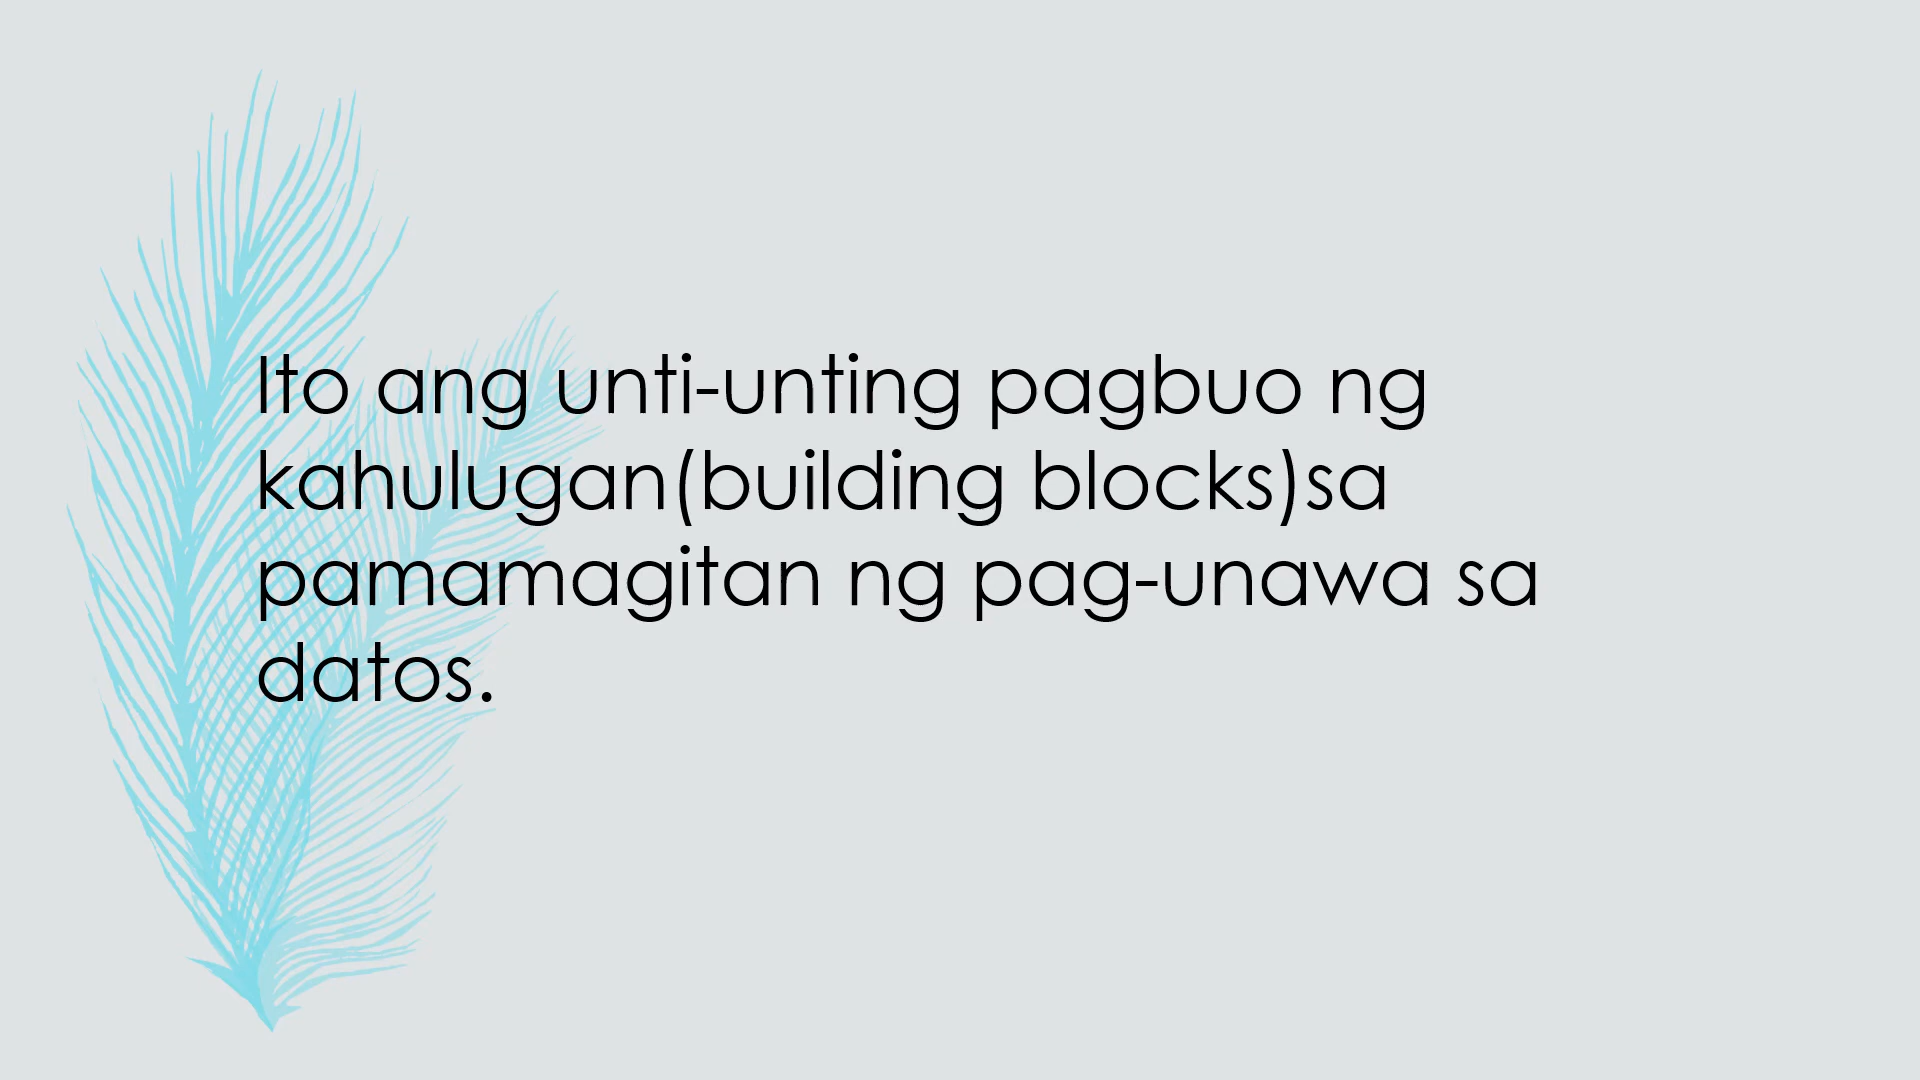 Ito ang unti-unting pagbuo ng
kahulugan(building blocks)sa
pamamagitan ng pag-unawa sa
datos.